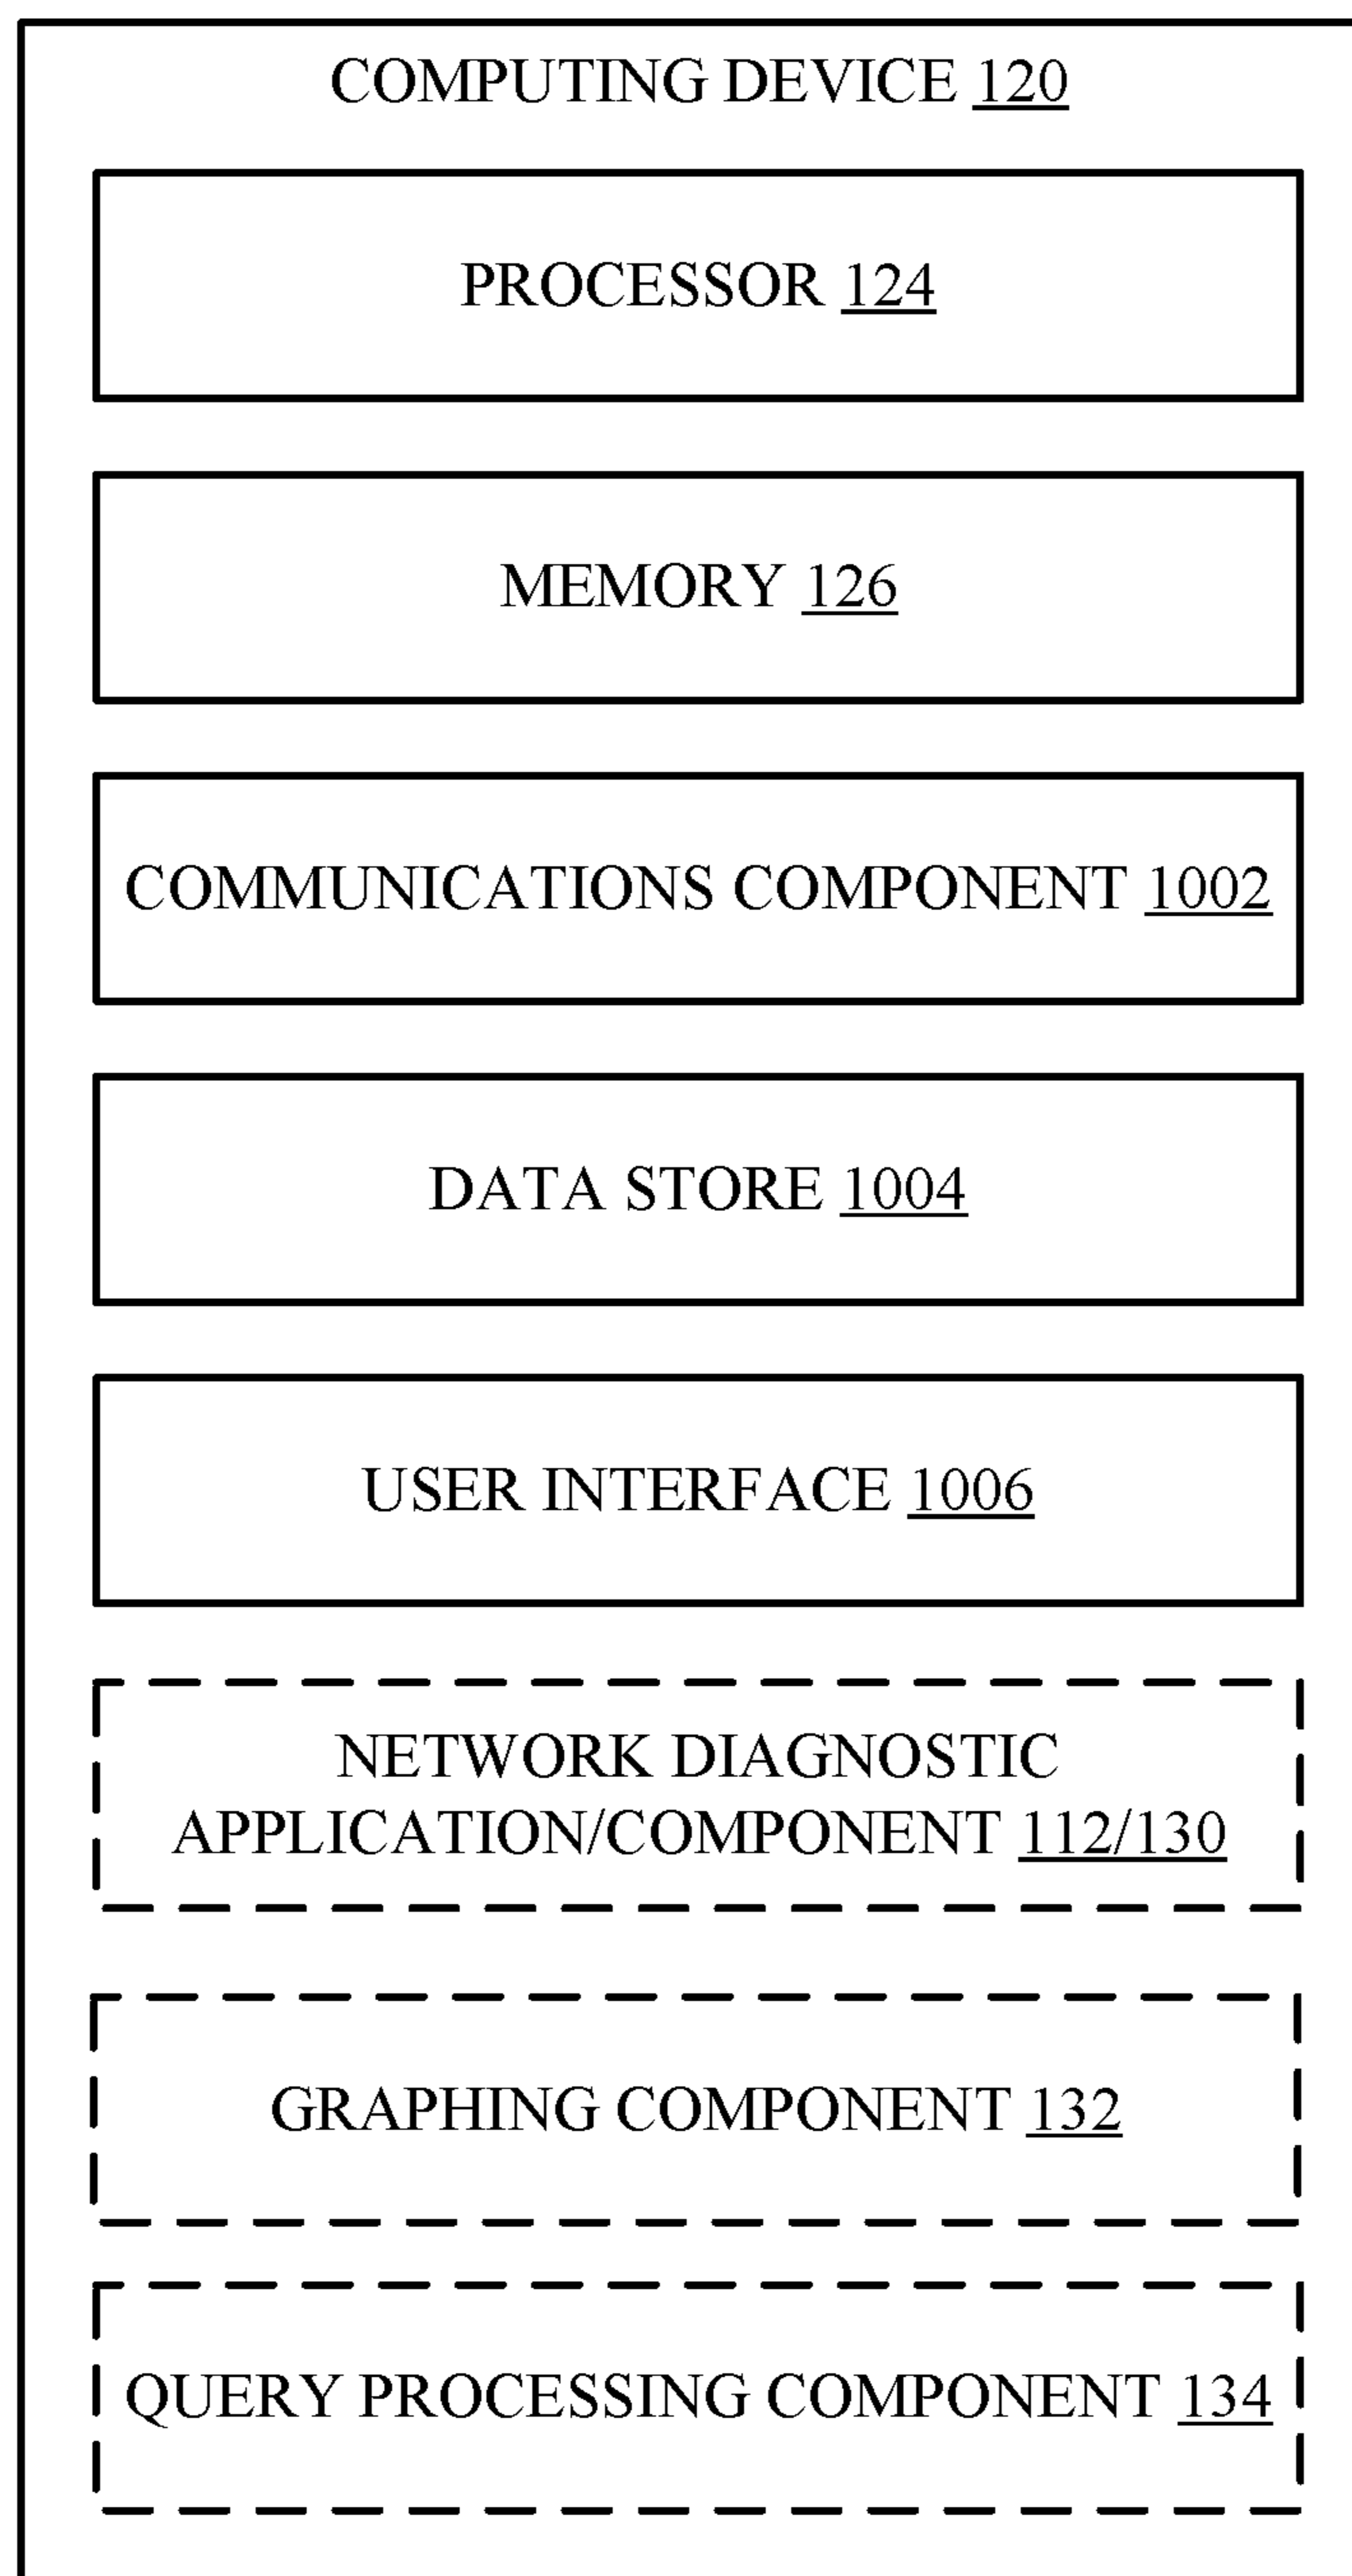 COMPUTING DEVICE 120
PROCESSOR 124
MEMORY 126
COMMUNICATIONS COMPONENT 1002
DATA STORE 1004
USER INTERFACE 1006
NETWORK DIAGNOSTIC
APPLICATION/COMPONENT 112/130
GRAPHING COMPONENT 132
QUERY PROCESSING COMPONENT 134